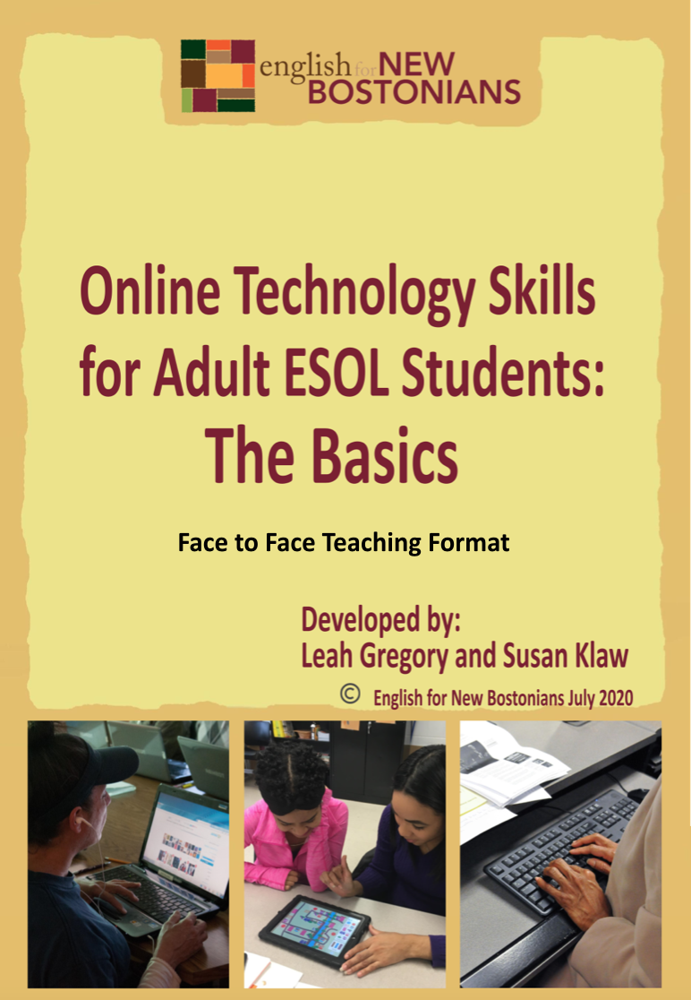 english for NEW
BOSTONIANS
Online Technology Skills
for Adult ESOL Students:
The Basics
Face to Face Teaching Format
Developed by:
Leah Gregory and Susan Klaw
© English for New Bostonians July 2020